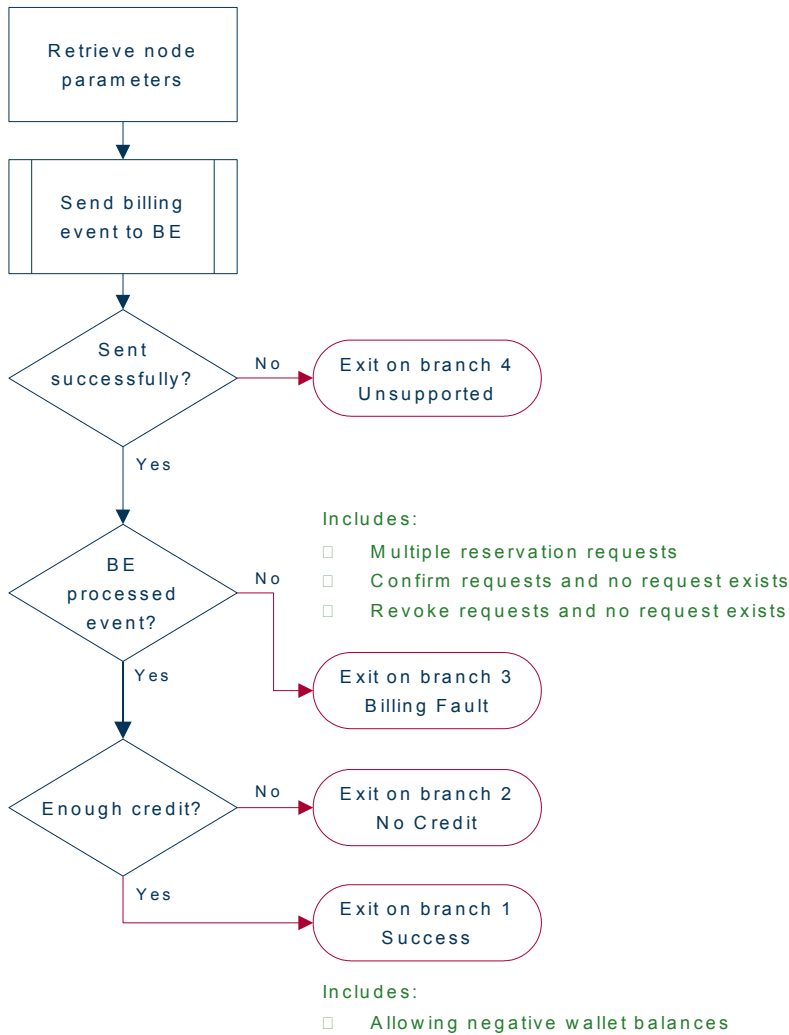 Retrieve node
parameters
Send billing
event to BE
Sent
successfully?
No
Exit on branch 4
Unsupported
Yes
Includes:
Multiple reservation requests
Confirm requests and no request exists
Revoke requests and no request exists
BE
processed
event?
No
Exit on branch 3
Billing Fault
Yes
Enough credit?
No
Exit on branch 2
No Credit
Yes
Exit on branch 1
Success
Includes:
Allowing negative wallet balances